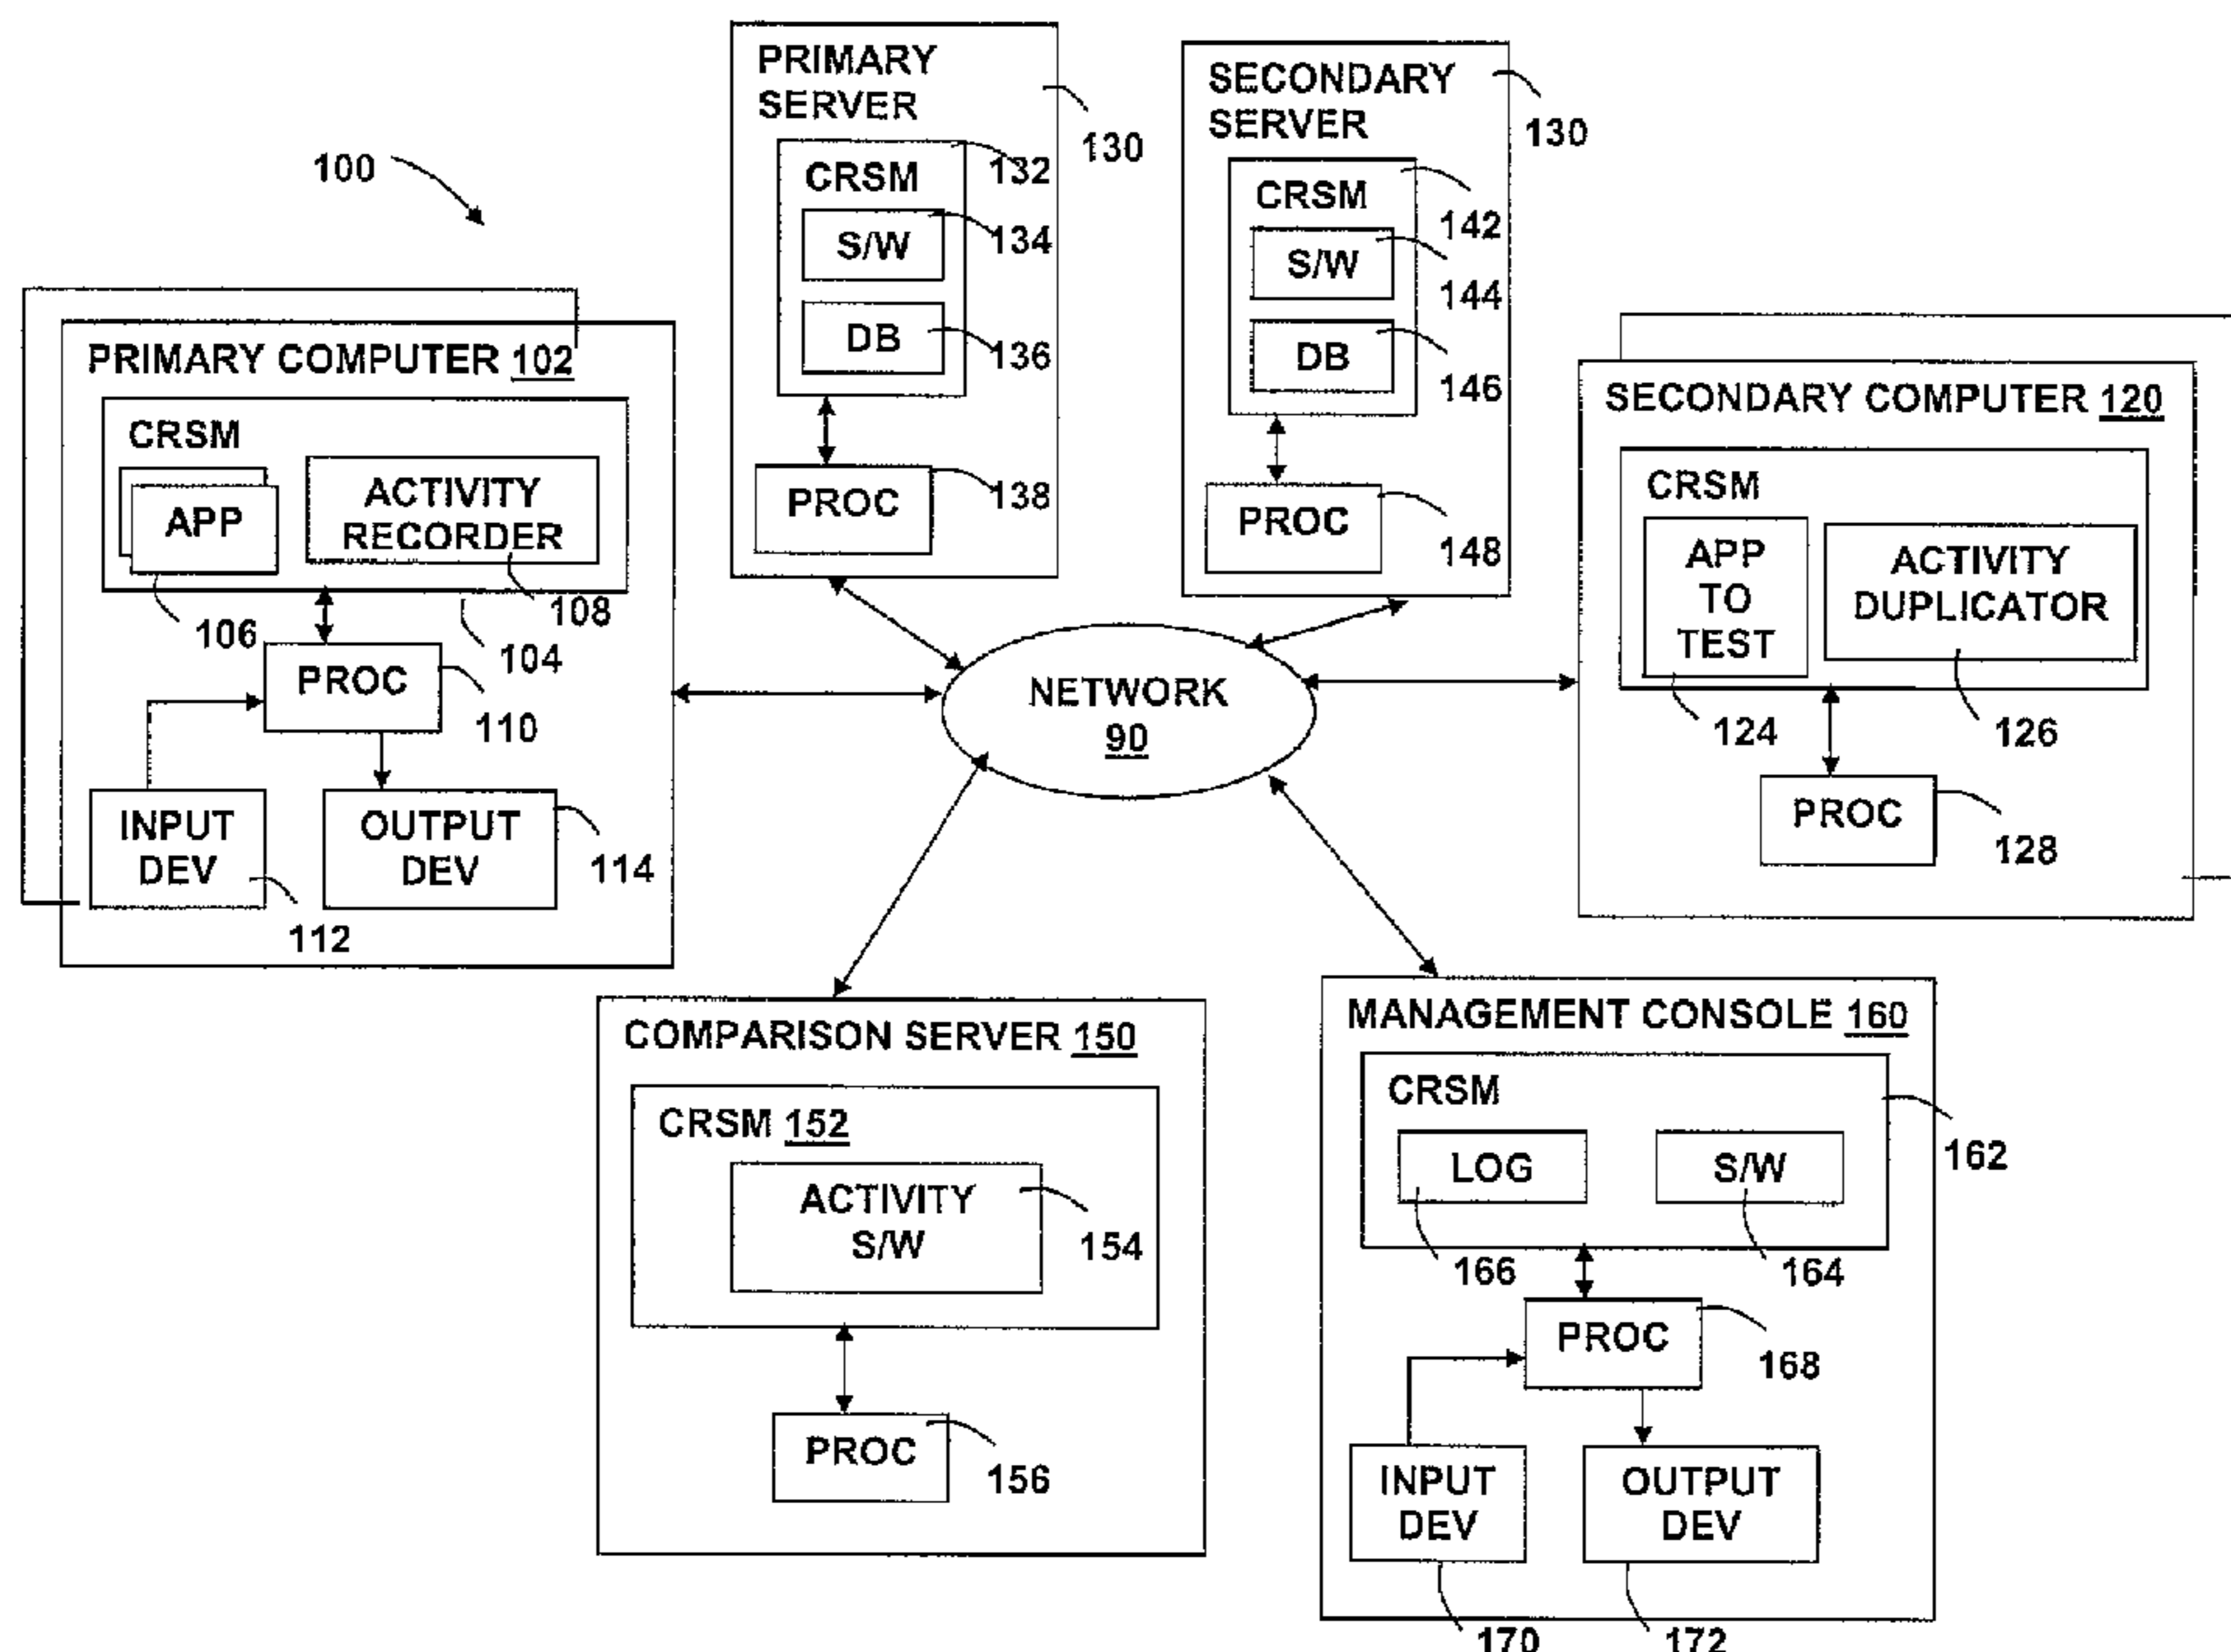 100
PRIMARY
SERVER
130
CRSM
132
S/W
134
DB
136
PROC
138
SECONDARY
SERVER
130
CRSM
142
S/W
144
DB
146
PROC
148
PRIMARY COMPUTER 102
CRSM
APP
ACTIVITY
RECORDER
106
108
104
PROC
110
INPUT
DEV
112
OUTPUT
DEV
114
NETWORK
90
SECONDARY COMPUTER 120
CRSM
APP
TO
TEST
ACTIVITY
DUPLICATOR
124
126
PROC
128
COMPARISON SERVER 150
CRSM 152
ACTIVITY
S/W
154
PROC
156
MANAGEMENT CONSOLE 160
CRSM
162
LOG
S/W
166
164
PROC
168
INPUT
DEV
OUTPUT
DEV
170
172